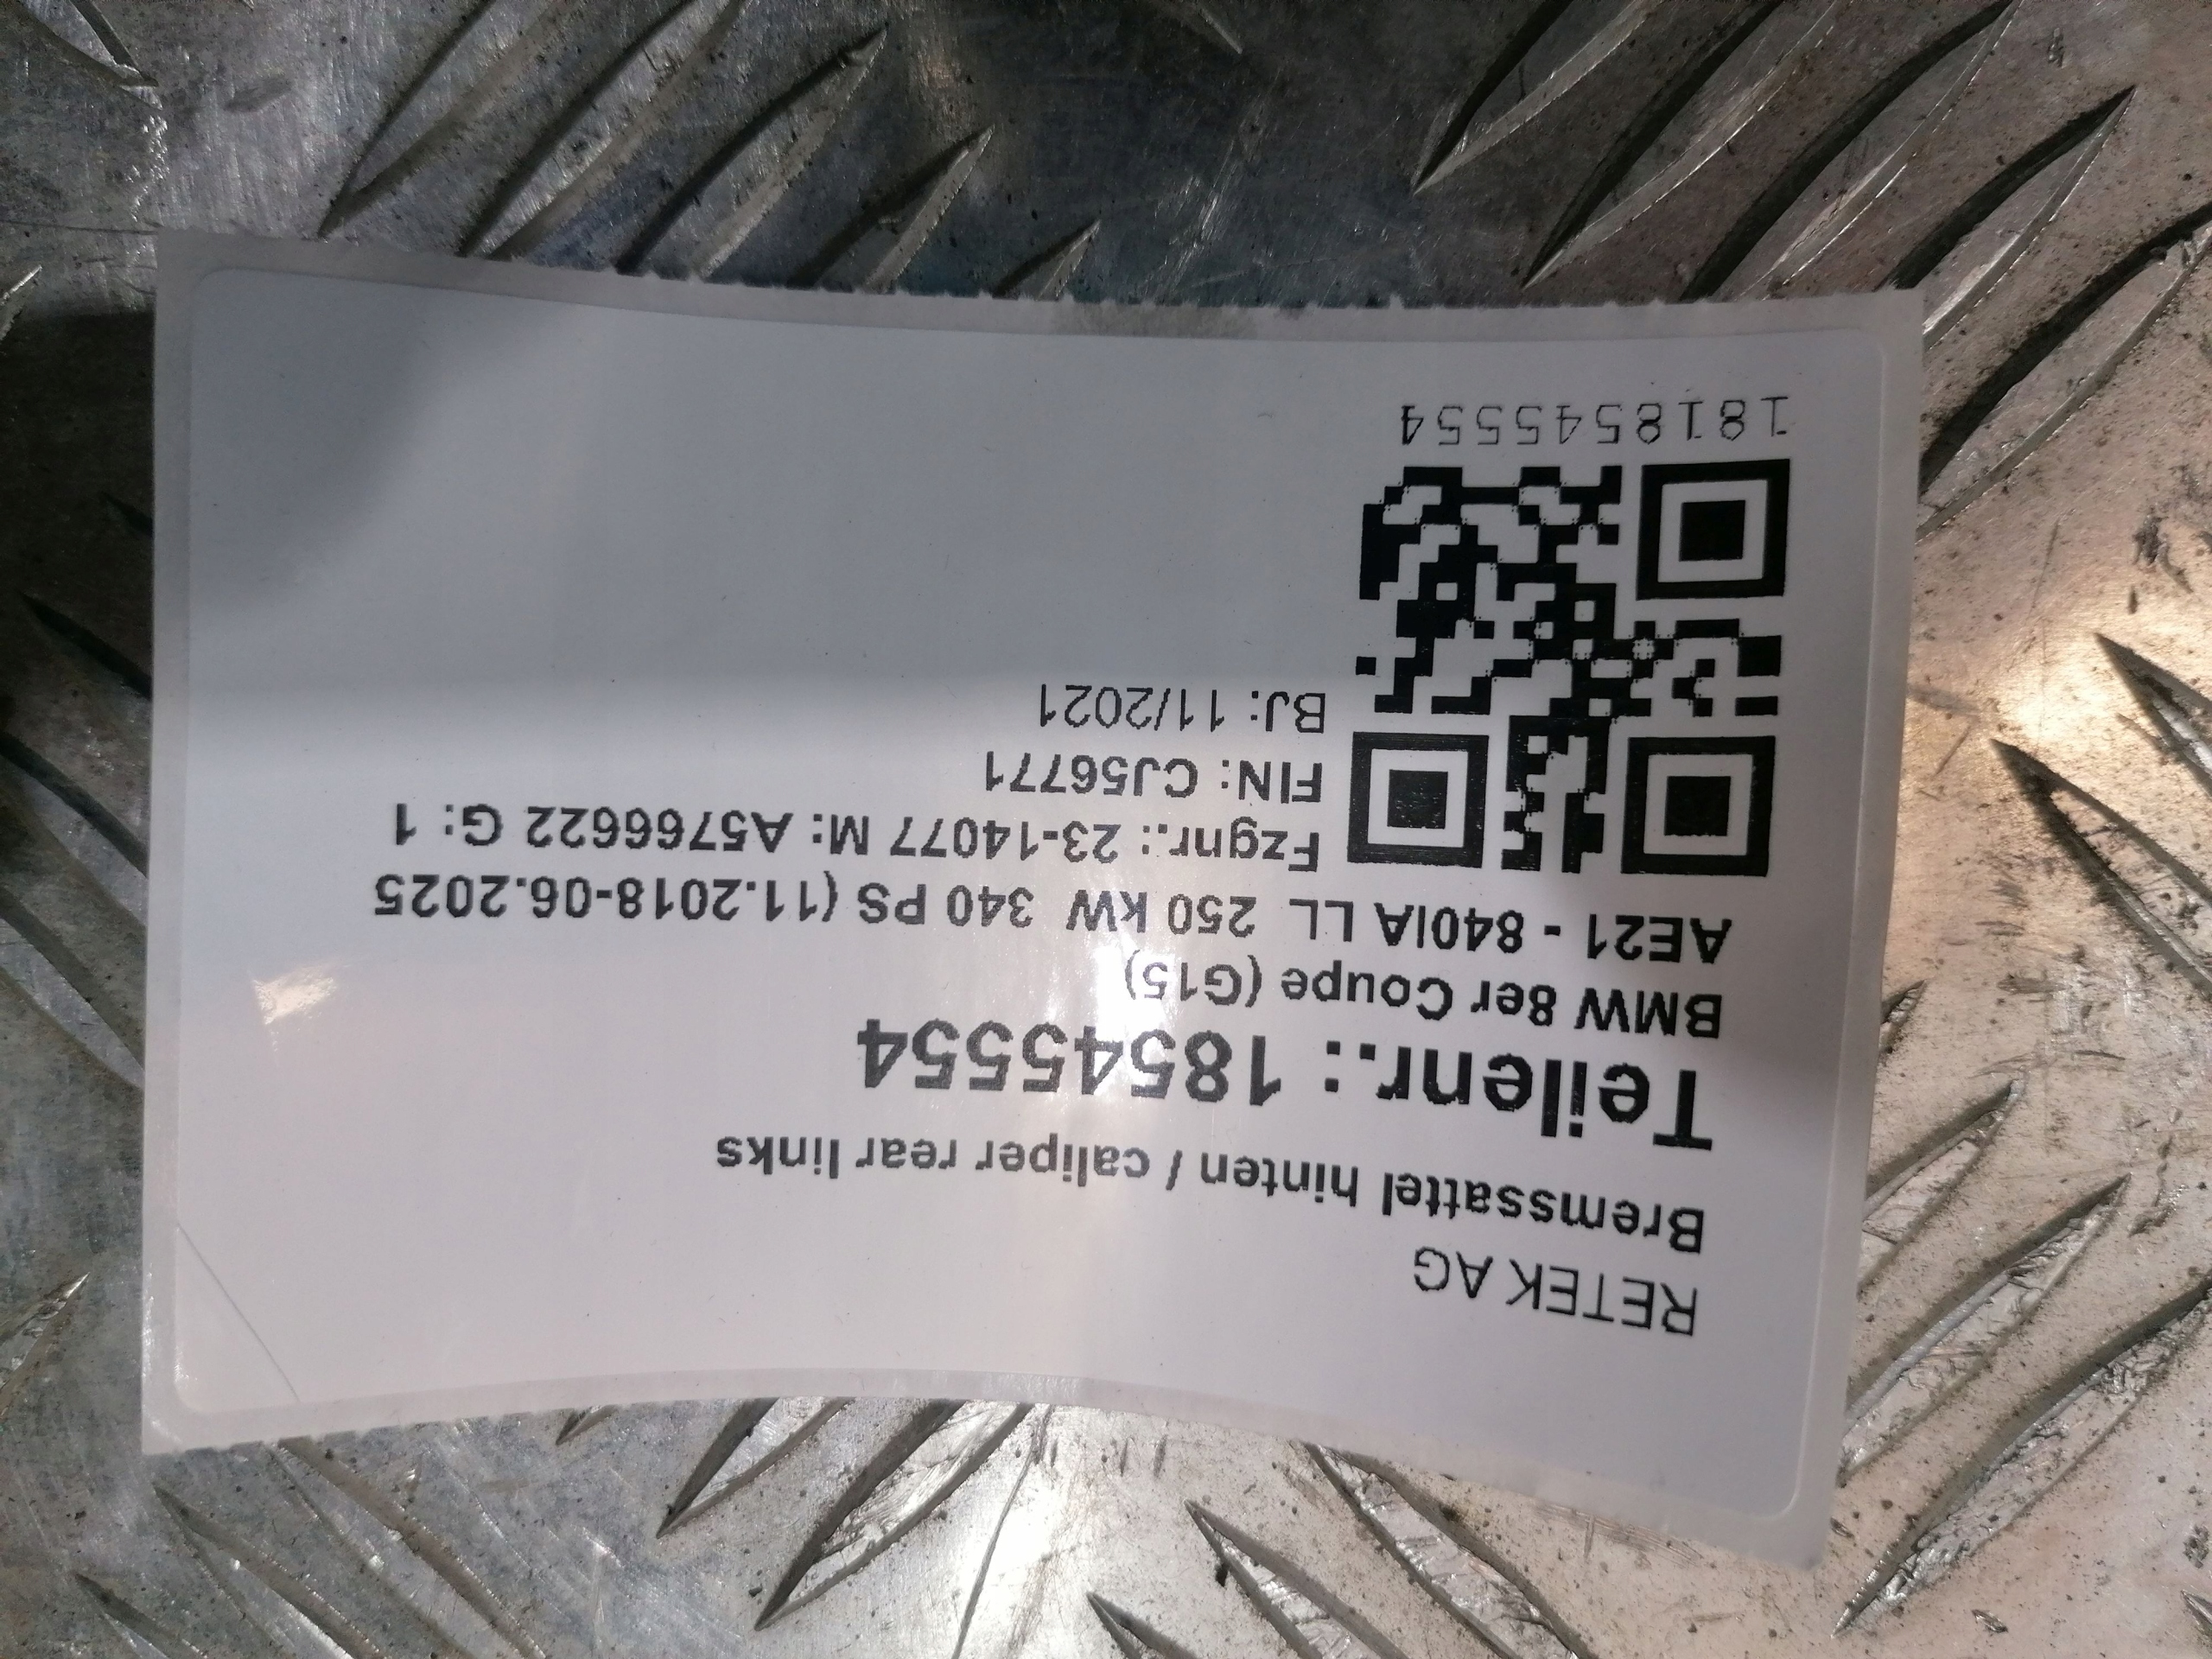 RETEK AG
Bremssattel hinten / caliper rear links
Teilenr.: 18545554
BMW 8er Coupe (G15)
AE21 - 840IA LL 250 kW 340 PS (11.2018-06.2025
Fzgnr.: 23-14077 M: A5766622 G: 1
FIN: CJ56771
BJ: 11/2021
1818545554